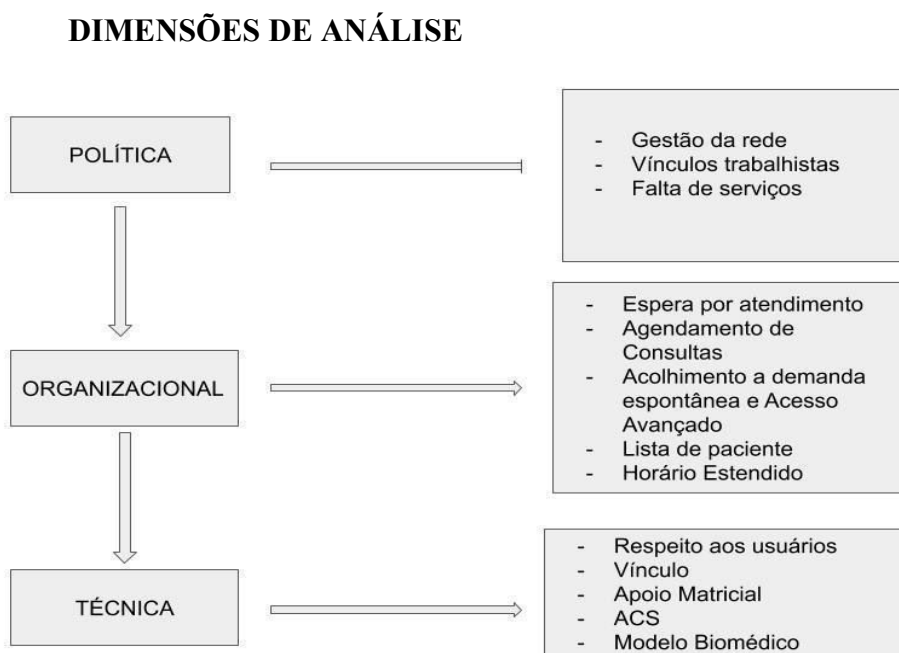 DIMENSÕES DE ANÁLISE
POLÍTICA
- Gestão da rede
- Vínculos trabalhistas
- Falta de serviços
ORGANIZACIONAL
- Espera por atendimento
- Agendamento de
Consultas
- Acolhimento a demanda
espontânea e Acesso
Avançado
- Lista de paciente
- Horário Estendido
TÉCNICA
- Respeito aos usuários
- Vínculo
- Apoio Matricial
- ACS
- Modelo Biomédico